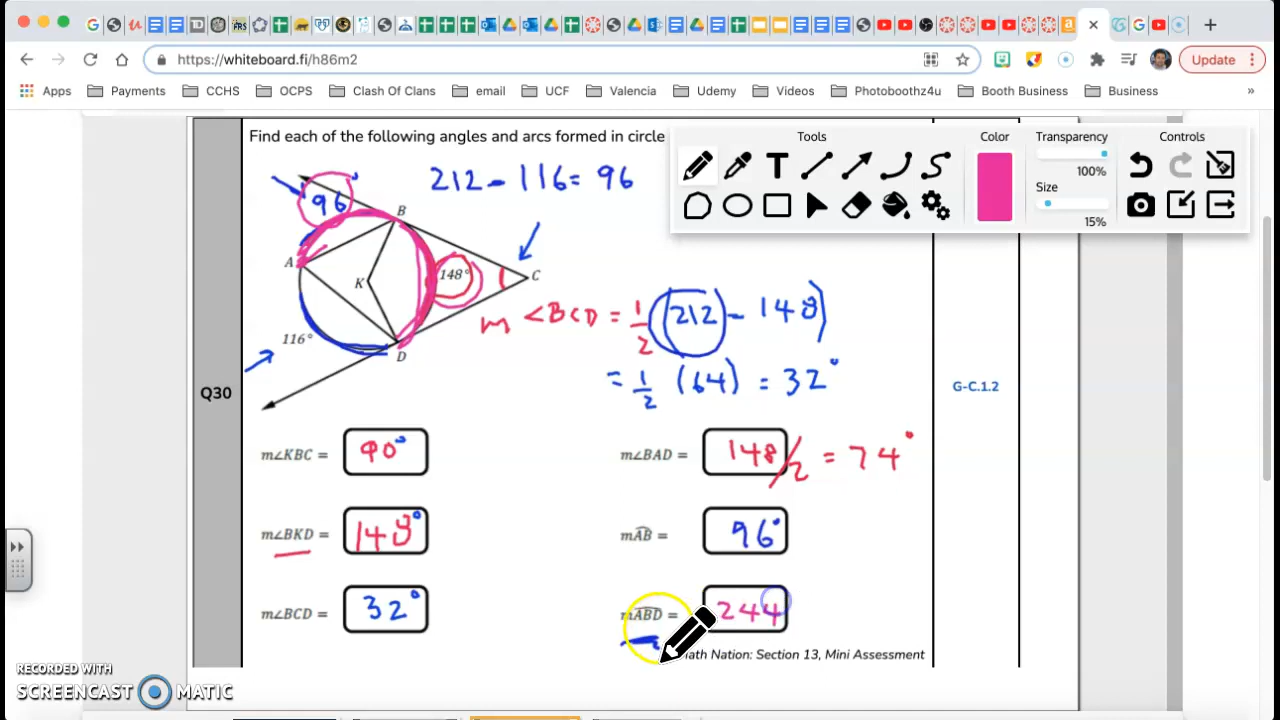 https://whiteboard.fi/h86m2
Update
Apps
Payments
CCHS
OCPS
Clash Of Clans
email
UCF
Valencia
Udemy
Videos
Photoboothz4u
Booth Business
Business
»
Find each of the following angles and arcs formed in circle
Tools
Color
Transparency
Controls
100%
Size
15%
212 - 116 = 96
96°
B
A
K
148°
C
116°
D
m ∠BCD = 1/2 (212 - 148)
= 1/2 (64) = 32°
Q30
G-C.1.2
m∠KBC = 90°
m∠BAD = 148/2 = 74°
m∠BKD = 148°
mAB = 96°
m∠BCD = 32°
mABD = 244
Math Nation: Section 13, Mini Assessment
RECORDED WITH
SCREENCAST MATIC